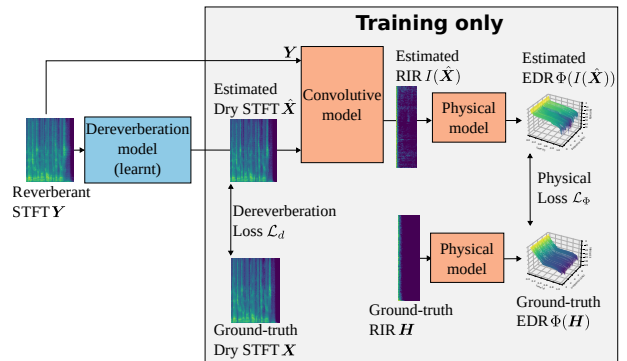 Training only
Y
Estimated
RIR I(X̂)
Estimated
EDR Φ(I(X̂))
Estimated
Dry STFT X̂
Convolutive
model
Physical
model
Dereverberation
model
(learnt)
Reverberant
STFT Y
Dereverberation
Loss 𝓛d
Physical
Loss 𝓛Φ
Physical
model
Ground-truth
Dry STFT X
Ground-truth
RIR H
Ground-truth
EDR Φ(H)